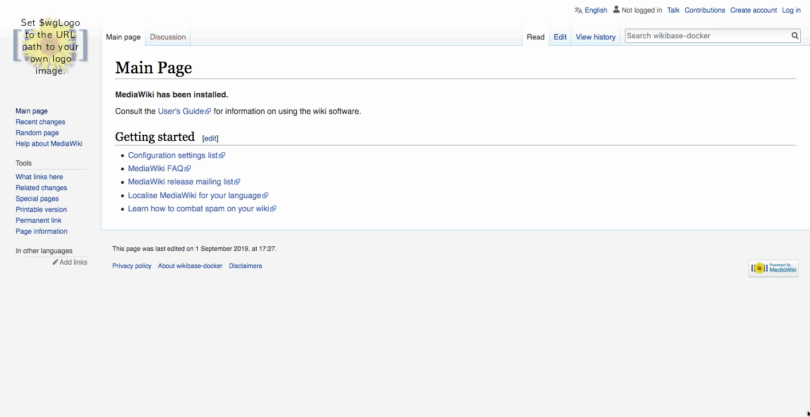 English Not logged in Talk Contributions Create account Log in
Set $wgLogo
to the URL
path to your
own logo
image.
Main page Discussion
Read Edit View history Search wikibase-docker
Main Page
MediaWiki has been installed.
Consult the User's Guide for information on using the wiki software.
Getting started [edit]
Configuration settings list
MediaWiki FAQ
MediaWiki release mailing list
Localise MediaWiki for your language
Learn how to combat spam on your wiki
Main page
Recent changes
Random page
Help about MediaWiki
Tools
What links here
Related changes
Special pages
Printable version
Permanent link
Page information
In other languages
Add links
This page was last edited on 1 September 2019, at 17:27.
Privacy policy About wikibase-docker Disclaimers
Powered By
MediaWiki